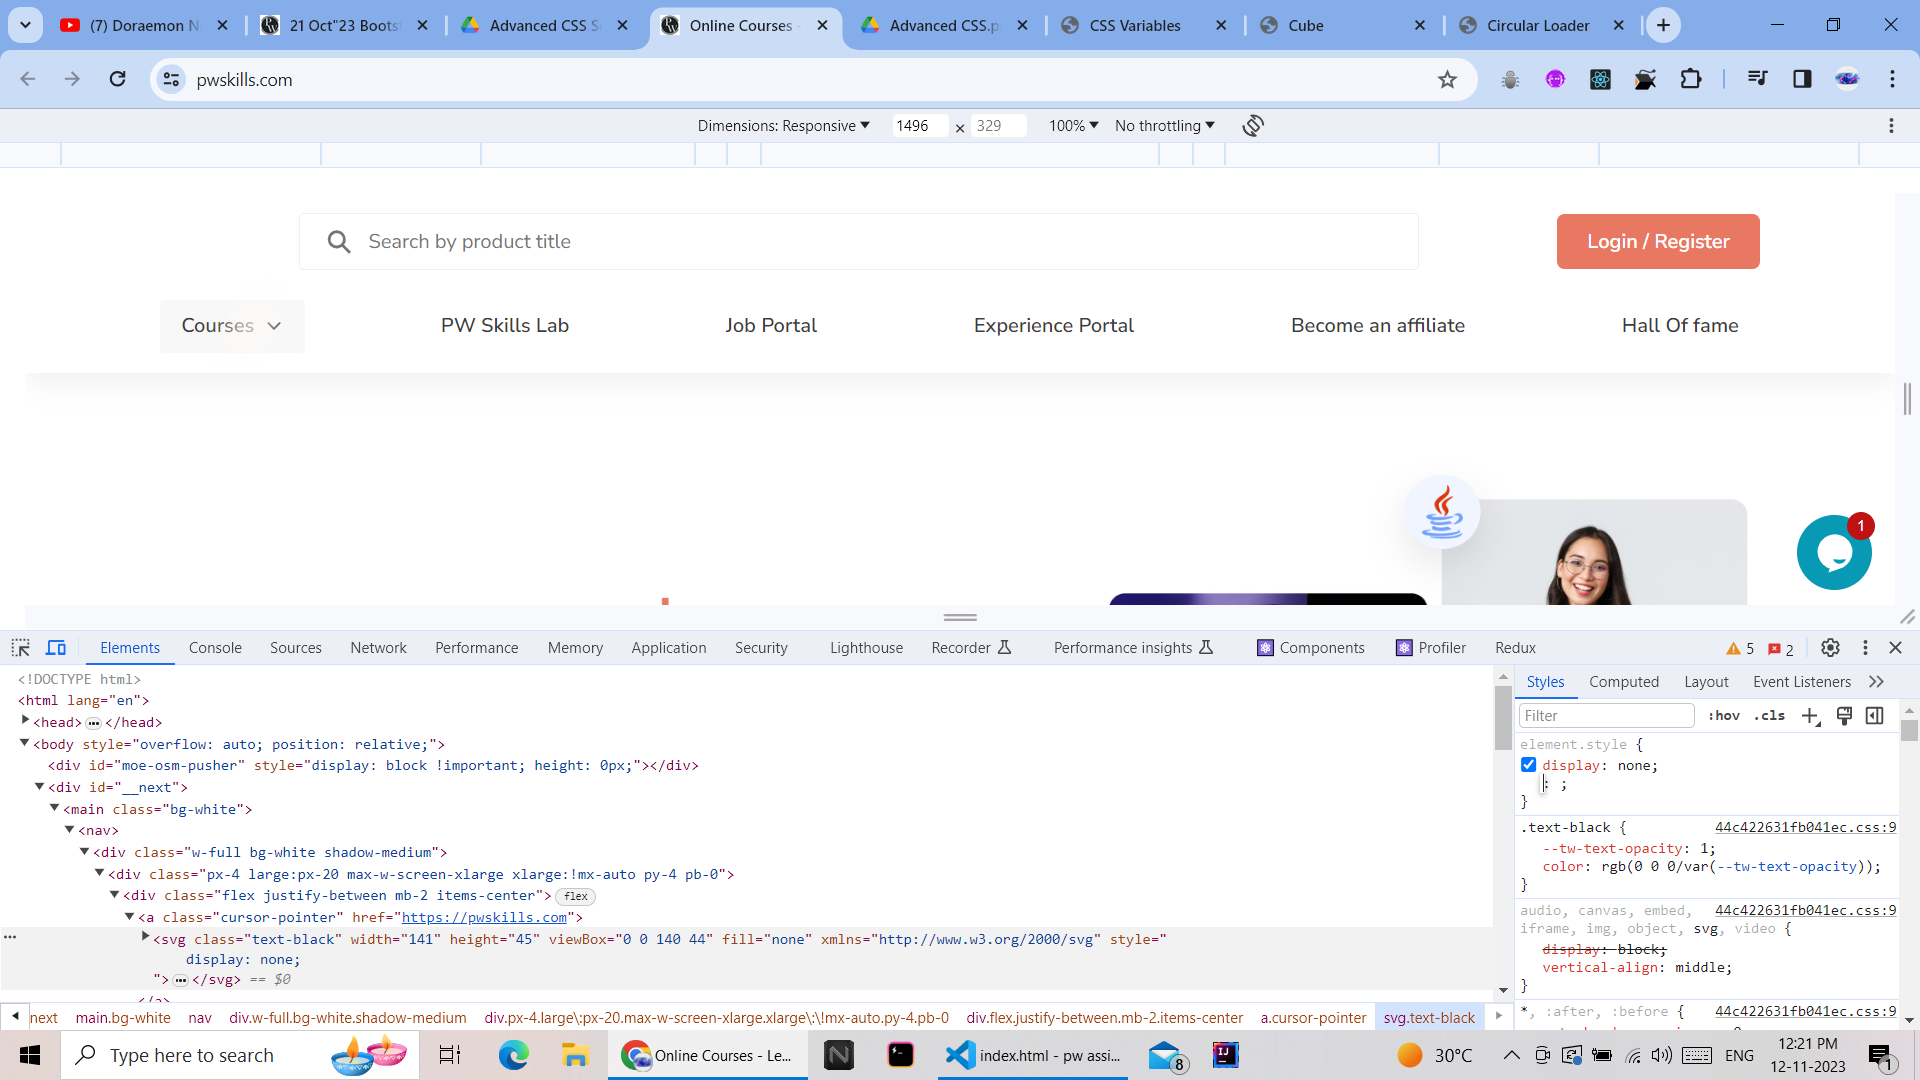 (7) Doraemon N
21 Oct"23 Boots
Advanced CSS S
Online Courses -
Advanced CSS.p
CSS Variables
Cube
Circular Loader
pwskills.com
Dimensions: Responsive
1496
×
329
100%
No throttling
Search by product title
Login / Register
Courses
PW Skills Lab
Job Portal
Experience Portal
Become an affiliate
Hall Of fame
1
Elements
Console
Sources
Network
Performance
Memory
Application
Security
Lighthouse
Recorder
Performance insights
Components
Profiler
Redux
5
2
<!DOCTYPE html>
<html lang="en">
<head>
</head>
<body style="overflow: auto; position: relative;">
<div id="moe-osm-pusher" style="display: block !important; height: 0px;"></div>
<div id="__next">
<main class="bg-white">
<nav>
<div class="w-full bg-white shadow-medium">
<div class="px-4 large:px-20 max-w-screen-xlarge xlarge:!mx-auto py-4 pb-0">
<div class="flex justify-between mb-2 items-center">
flex
<a class="cursor-pointer" href="https://pwskills.com">
<svg class="text-black" width="141" height="45" viewBox="0 0 140 44" fill="none" xmlns="http://www.w3.org/2000/svg" style="
display: none;
">
</svg> == $0
</a>
next
main.bg-white
nav
div.w-full.bg-white.shadow-medium
div.px-4.large\:px-20.max-w-screen-xlarge.xlarge\:\!mx-auto.py-4.pb-0
div.flex.justify-between.mb-2.items-center
a.cursor-pointer
svg.text-black
Styles
Computed
Layout
Event Listeners
Filter
:hov
.cls
element.style {
display: none;
: ;
}
.text-black {
44c422631fb041ec.css:9
--tw-text-opacity: 1;
color: rgb(0 0 0/var(--tw-text-opacity));
}
audio, canvas, embed,
44c422631fb041ec.css:9
iframe, img, object, svg, video {
display: block;
vertical-align: middle;
}
*, :after, :before {
44c422631fb041ec.css:9
Type here to search
Online Courses - Le...
index.html - pw assi...
8
30°C
ENG
12:21 PM
12-11-2023
1